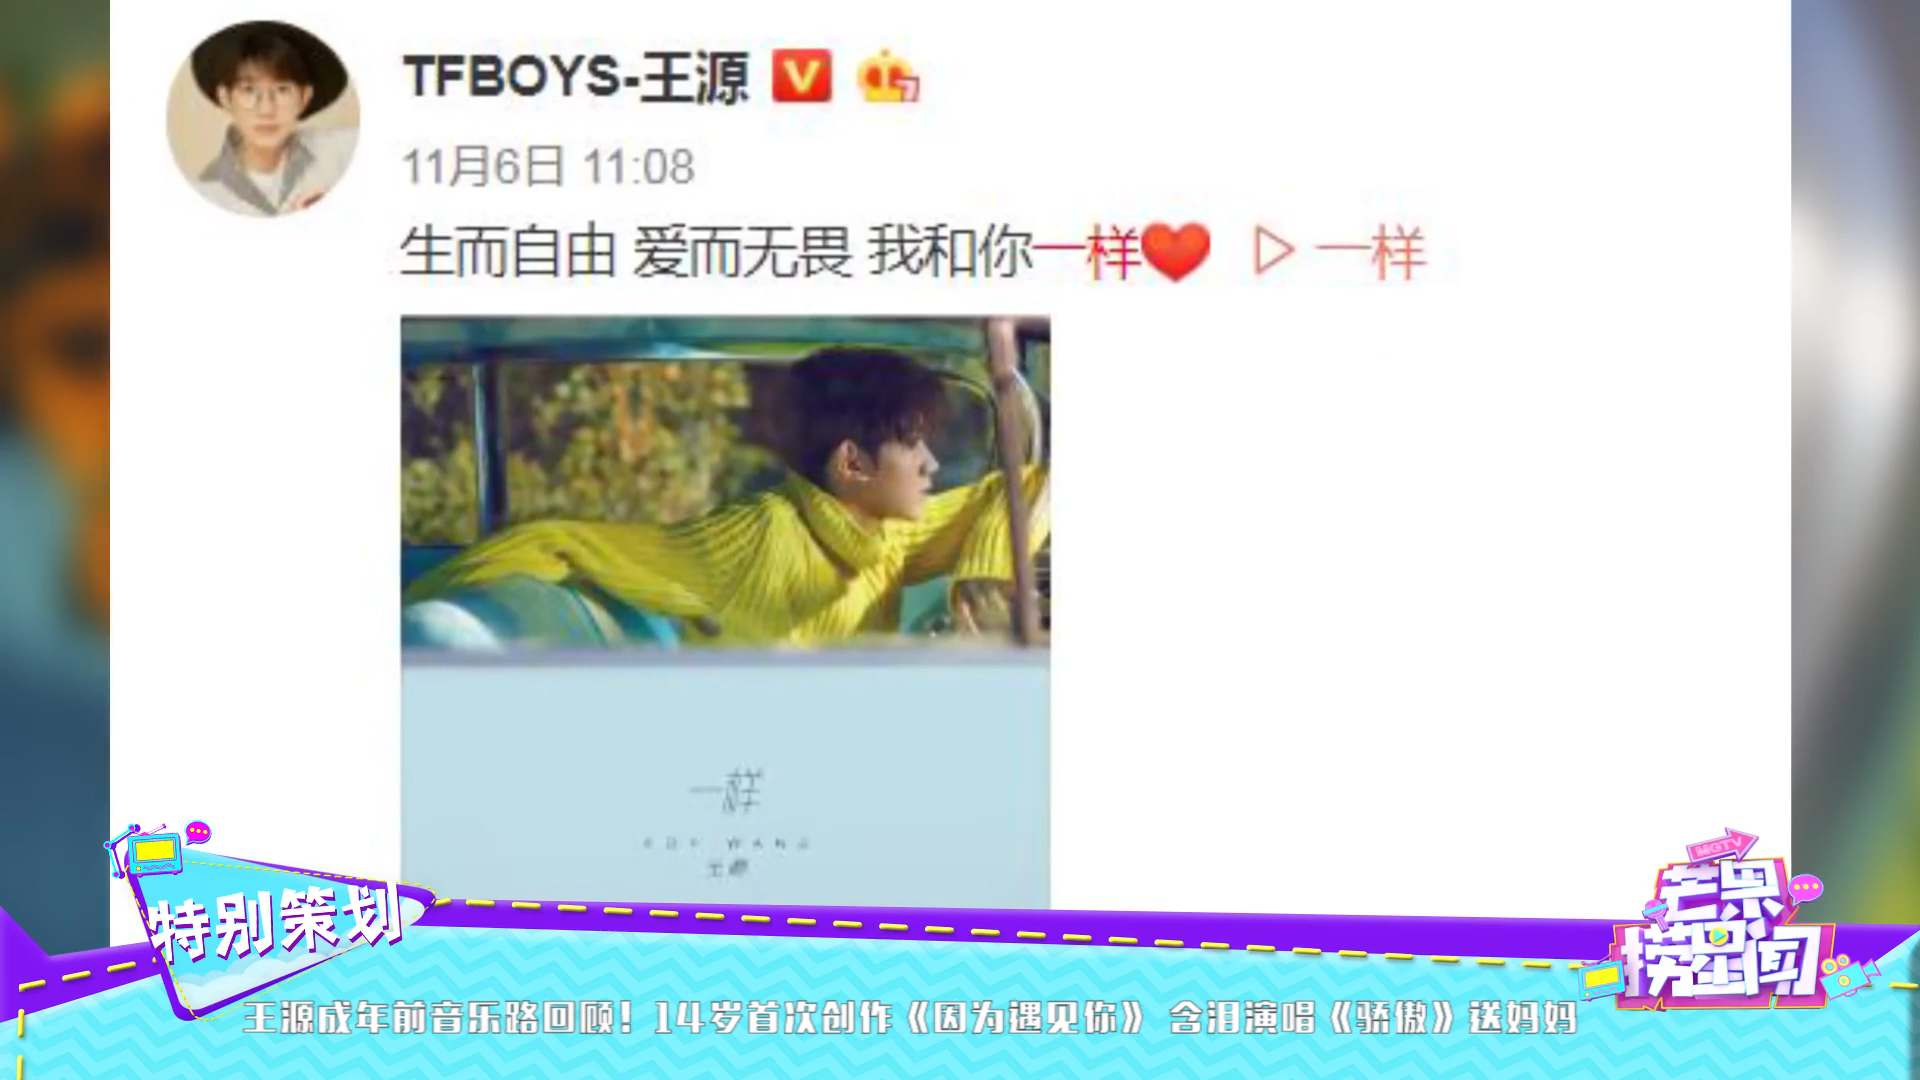 TFBOYS-王源
11月6日 11:08
生而自由 爱而无畏 我和你一样 一样
一样
ROY WANG
王源
MGTV
芒果
捞星闻
特别策划
王源成年前音乐路回顾！14岁首次创作《因为遇见你》 含泪演唱《骄傲》送妈妈